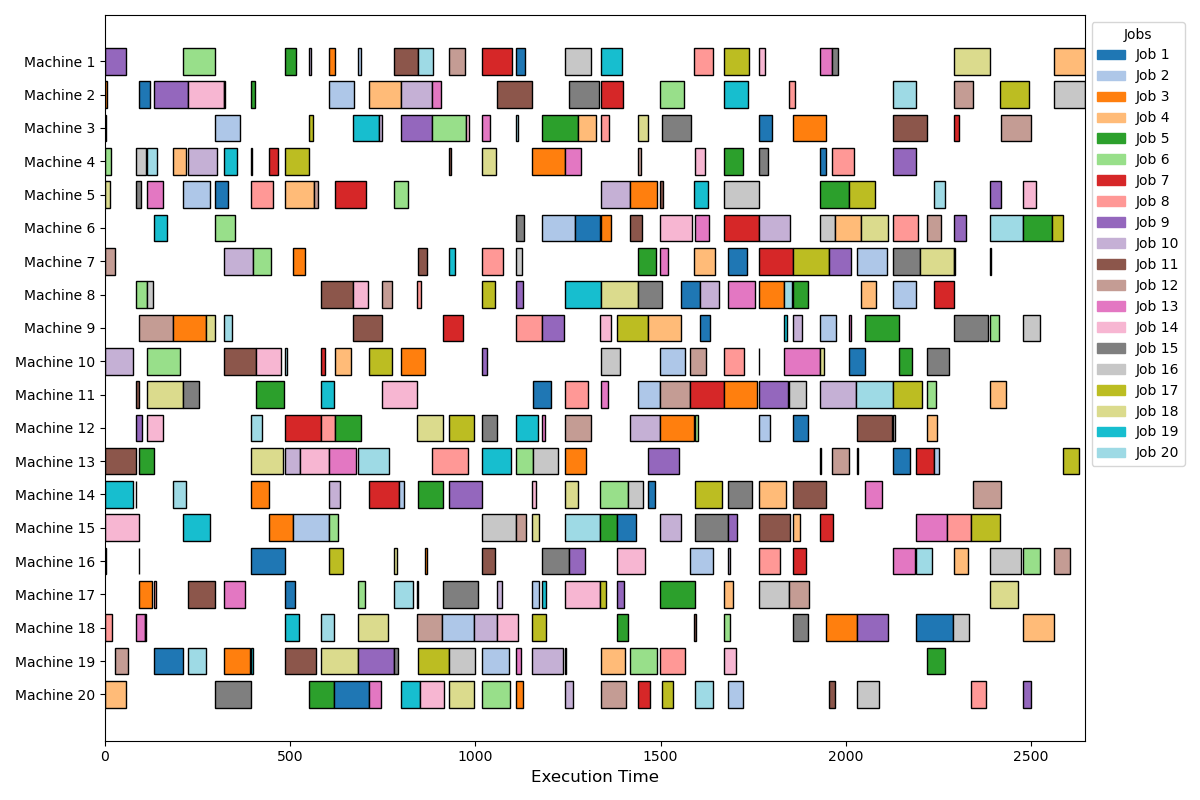 Machine 1
Machine 2
Machine 3
Machine 4
Machine 5
Machine 6
Machine 7
Machine 8
Machine 9
Machine 10
Machine 11
Machine 12
Machine 13
Machine 14
Machine 15
Machine 16
Machine 17
Machine 18
Machine 19
Machine 20
0 500 1000 1500 2000 2500
Execution Time
Jobs
Job 1
Job 2
Job 3
Job 4
Job 5
Job 6
Job 7
Job 8
Job 9
Job 10
Job 11
Job 12
Job 13
Job 14
Job 15
Job 16
Job 17
Job 18
Job 19
Job 20